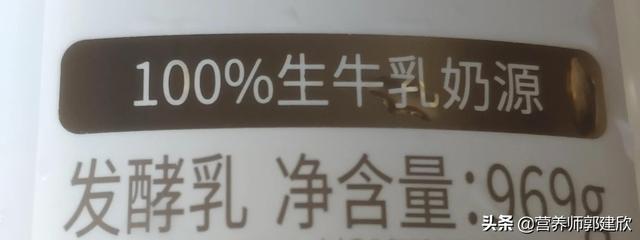 100%生牛乳奶源
发酵乳 净含量:969g
头条 @营养师郭建欣